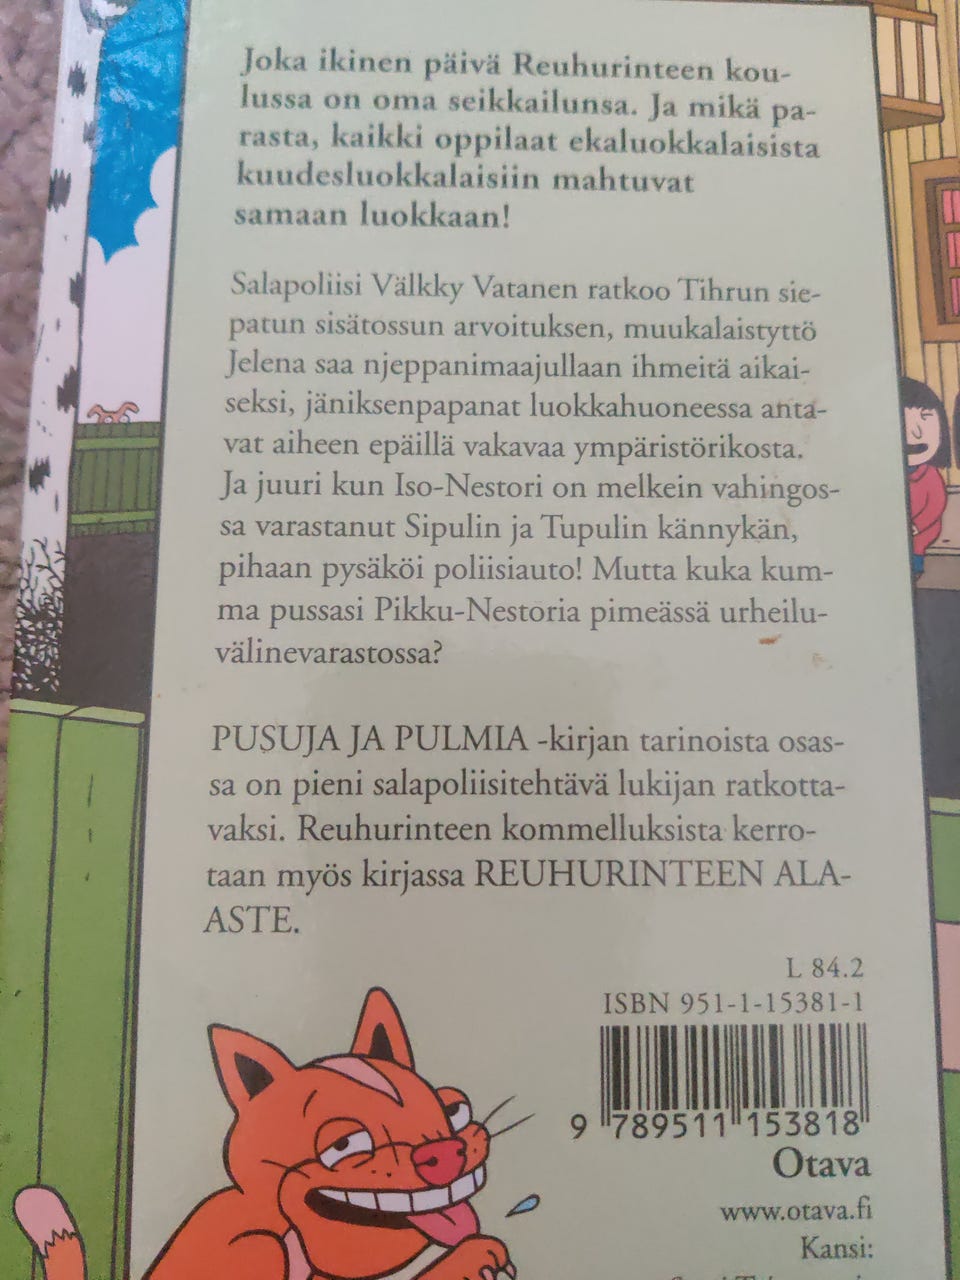 Joka ikinen päivä Reuhurinteen kou-
lussa on oma seikkailunsa. Ja mikä pa-
rasta, kaikki oppilaat ekaluokkalaisista
kuudesluokkalaisiin mahtuvat
samaan luokkaan!
Salapoliisi Välkky Vatanen ratkoo Tihrun sie-
patun sisätossun arvoituksen, muukalaistyttö
Jelena saa njeppanimaajullaan ihmeitä aikai-
seksi, jäniksenpapanat luokkahuoneessa anta-
vat aiheen epäillä vakavaa ympäristörikosta.
Ja juuri kun Iso-Nestori on melkein vahingos-
sa varastanut Sipulin ja Tupulin kännykän,
pihaan pysäköi poliisiauto! Mutta kuka kum-
ma pussasi Pikku-Nestoria pimeässä urheilu-
välinevarastossa?
PUSUJA JA PULMIA -kirjan tarinoista osas-
sa on pieni salapoliisitehtävä lukijan ratkotta-
vaksi. Reuhurinteen kommelluksista kerro-
taan myös kirjassa REUHURINTEEN ALA-
ASTE.
L 84.2
ISBN 951-1-15381-1
9 789511 153818
Otava
www.otava.fi
Kansi: